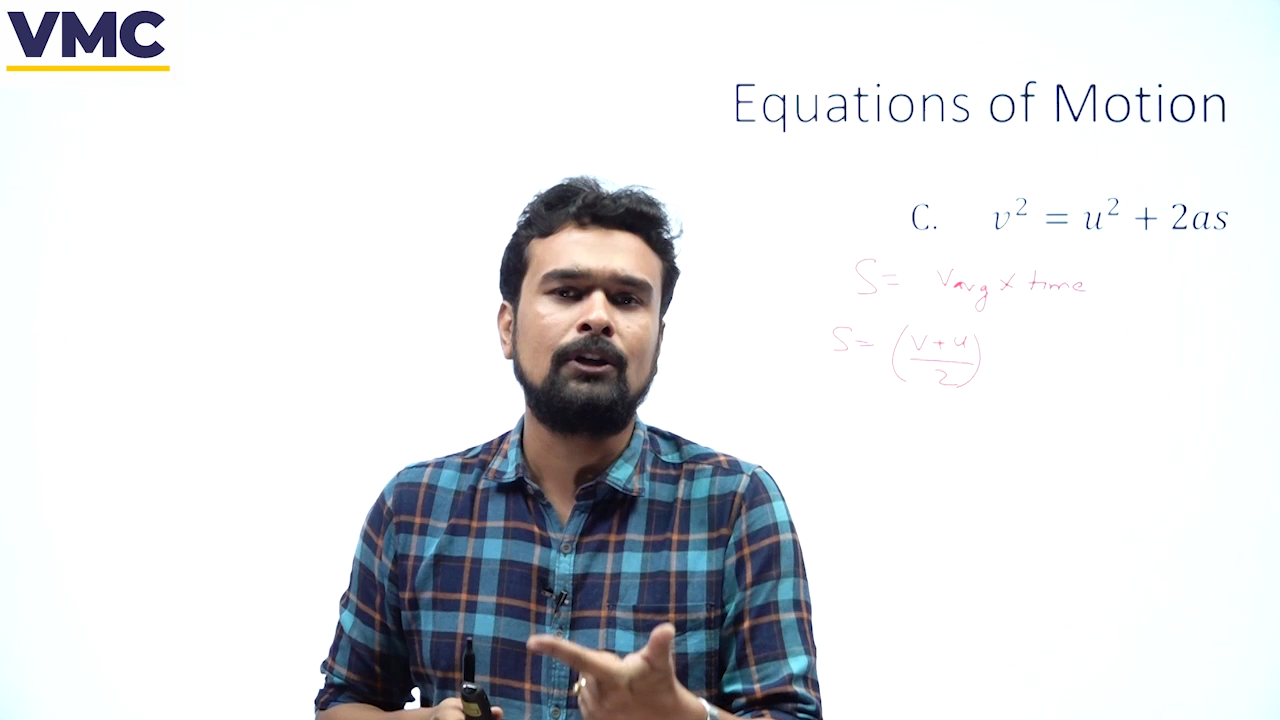 VMC
Equations of Motion
C. v² = u² + 2as
S = vavg × time
S = (v+u/2)